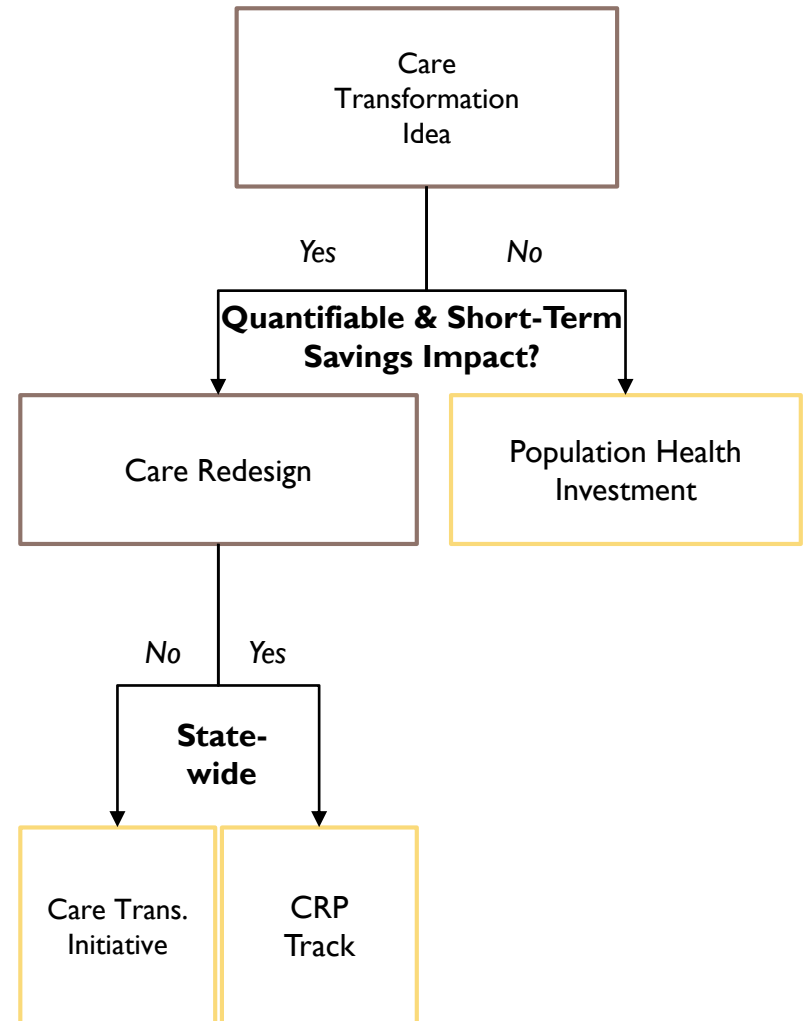 Care
Transformation
Idea
Yes
No
Quantifiable & Short-Term
Savings Impact?
Care Redesign
Population Health
Investment
No
Yes
State-
wide
Care Trans.
Initiative
CRP
Track